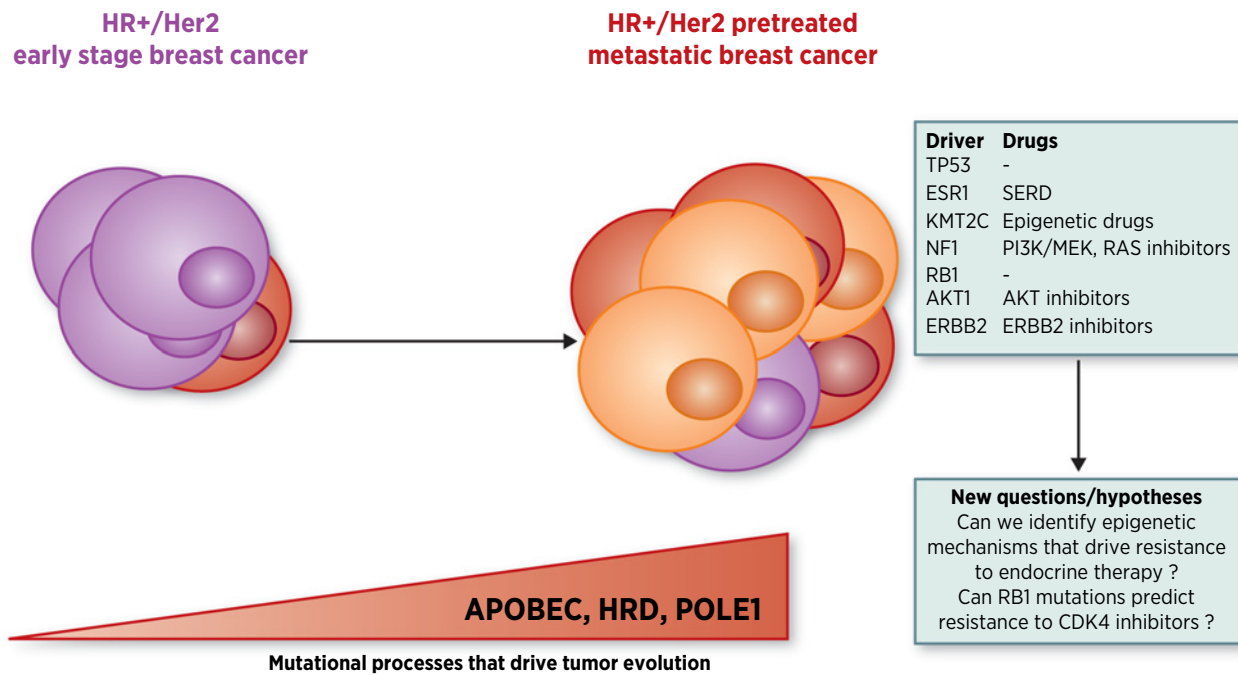 HR+/Her2
early stage breast cancer
HR+/Her2 pretreated
metastatic breast cancer
Driver Drugs
TP53 -
ESR1 SERD
KMT2C Epigenetic drugs
NF1 PI3K/MEK, RAS inhibitors
RB1 -
AKT1 AKT inhibitors
ERBB2 ERBB2 inhibitors
New questions/hypotheses
Can we identify epigenetic
mechanisms that drive resistance
to endocrine therapy ?
Can RB1 mutations predict
resistance to CDK4 inhibitors ?
APOBEC, HRD, POLE1
Mutational processes that drive tumor evolution